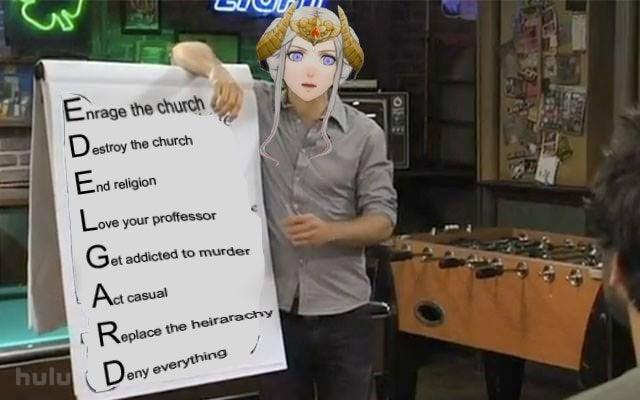 Enrage the church
Destroy the church
End religion
Love your proffessor
Get addicted to murder
Act casual
Replace the heirarachy
Deny everything
hulu